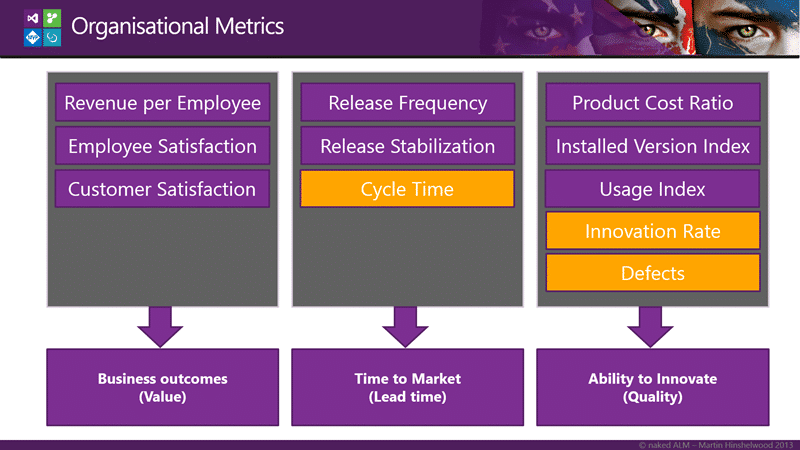 Organisational Metrics
Revenue per Employee
Employee Satisfaction
Customer Satisfaction
Release Frequency
Release Stabilization
Cycle Time
Product Cost Ratio
Installed Version Index
Usage Index
Innovation Rate
Defects
Business outcomes
(Value)
Time to Market
(Lead time)
Ability to Innovate
(Quality)
© naked ALM – Martin Hinshelwood 2013